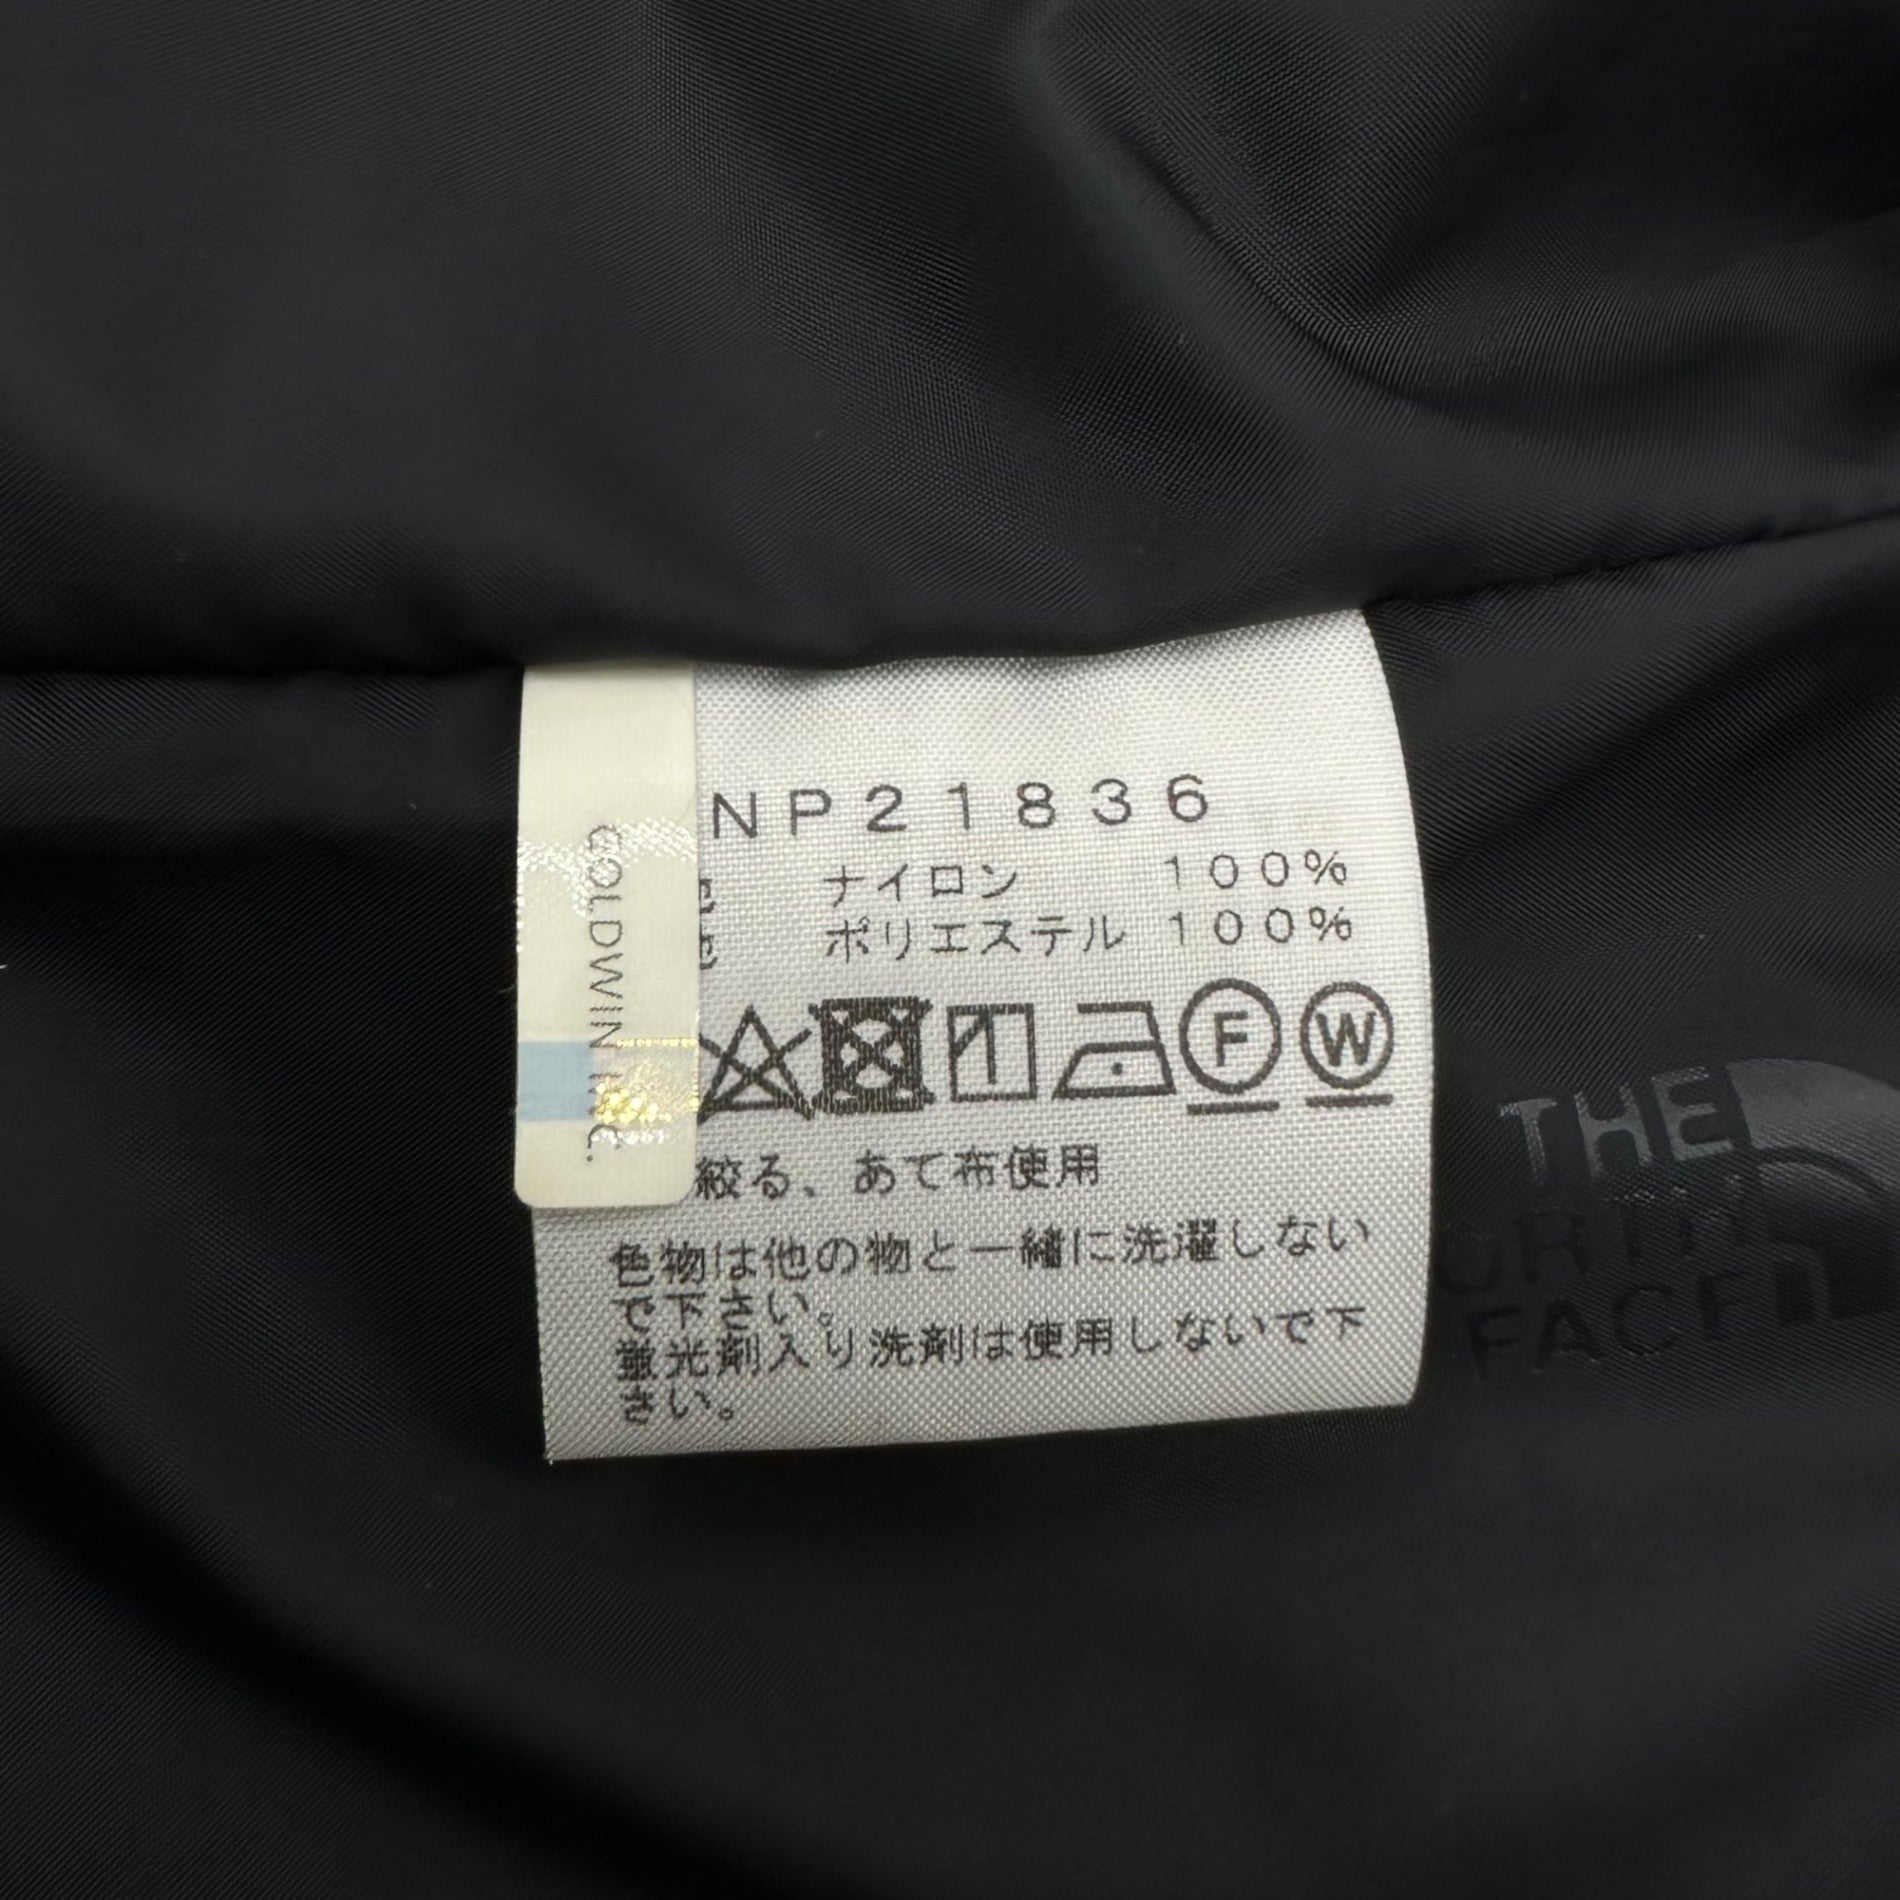 NP21836
ナイロン 100%
ポリエステル 100%
GOLDWIN INC.
F W
絞る、あて布使用
色物は他の物と一緒に洗濯しない
で下さい。
蛍光剤入り洗剤は使用しないで下
さい。
THE
NORTH
FACE